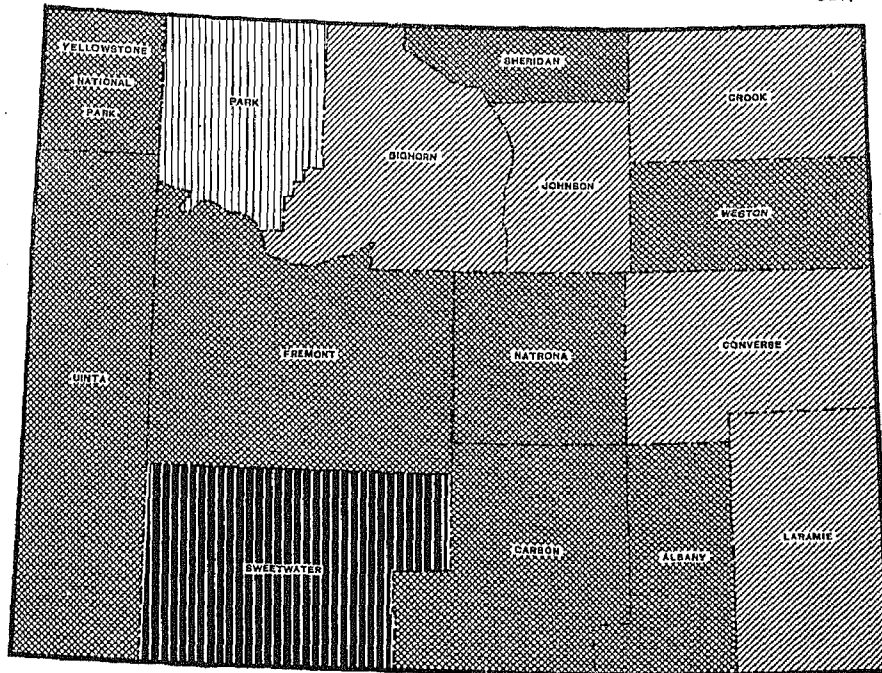 YELLOWSTONE
NATIONAL
PARK
PARK
SHERIDAN
CROOK
BIGHORN
JOHNSON
WESTON
FREMONT
NATRONA
CONVERSE
UINTA
SWEETWATER
CARBON
ALBANY
LARAMIE